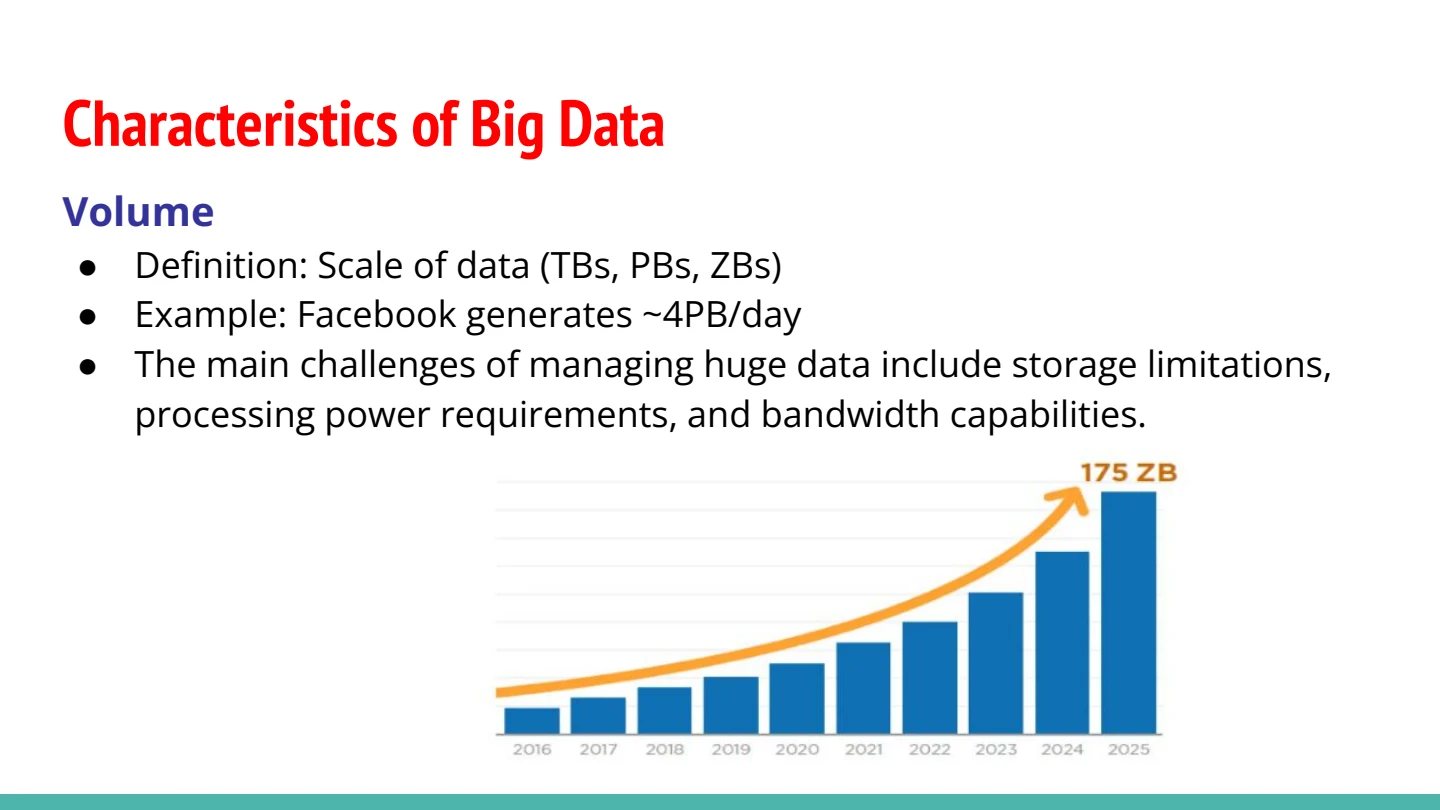 Characteristics of Big Data
Volume
● Definition: Scale of data (TBs, PBs, ZBs)
● Example: Facebook generates ~4PB/day
● The main challenges of managing huge data include storage limitations,
processing power requirements, and bandwidth capabilities.
175 ZB
2016 2017 2018 2019 2020 2021 2022 2023 2024 2025